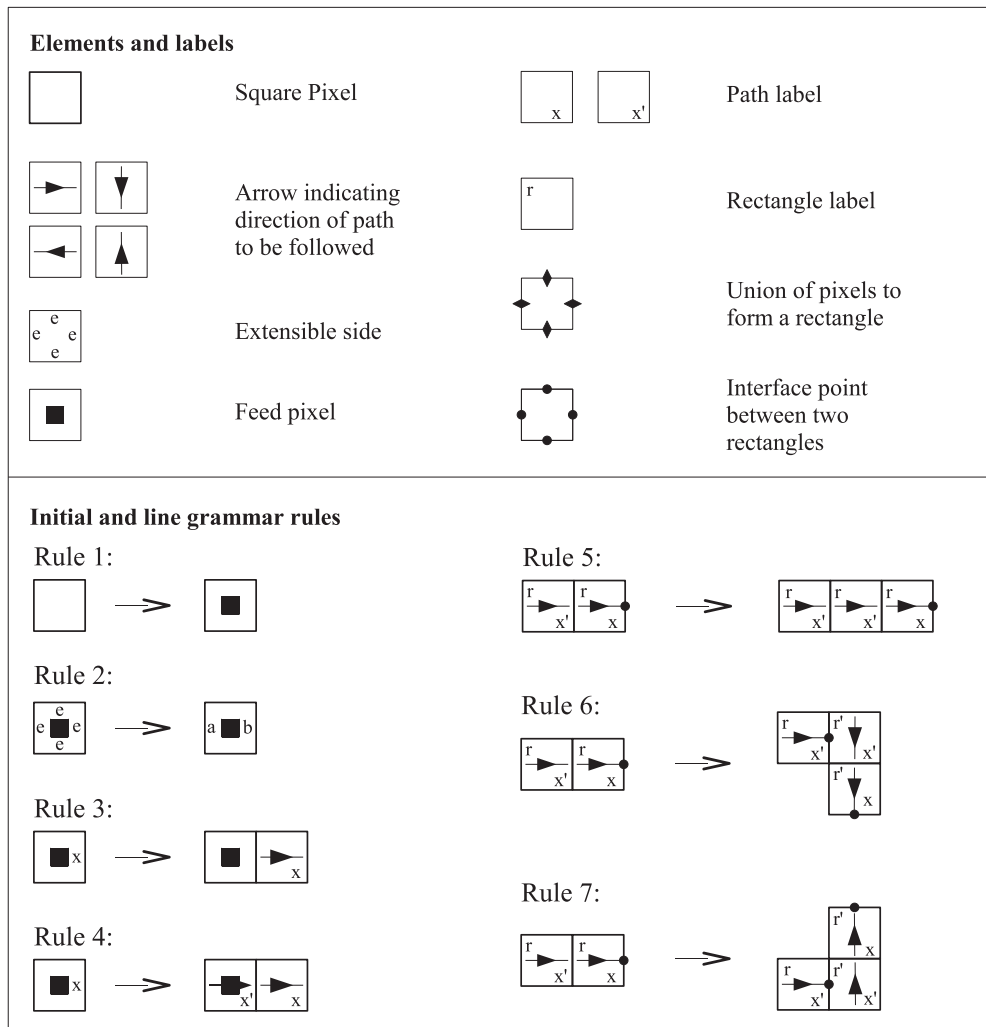 Elements and labels
Square Pixel
x x'
Path label
Arrow indicating
direction of path
to be followed
r
Rectangle label
e
e e
e
Extensible side
Union of pixels to
form a rectangle
Feed pixel
Interface point
between two
rectangles
Initial and line grammar rules
Rule 1:
Rule 2:
e
e e
e
a b
Rule 3:
x
x
Rule 4:
x
x' x
Rule 5:
r r
x' x
r r r
x' x' x
Rule 6:
r r
x' x
r r'
x' x'
r'
x
Rule 7:
r r
x' x
r'
x
r r'
x' x'